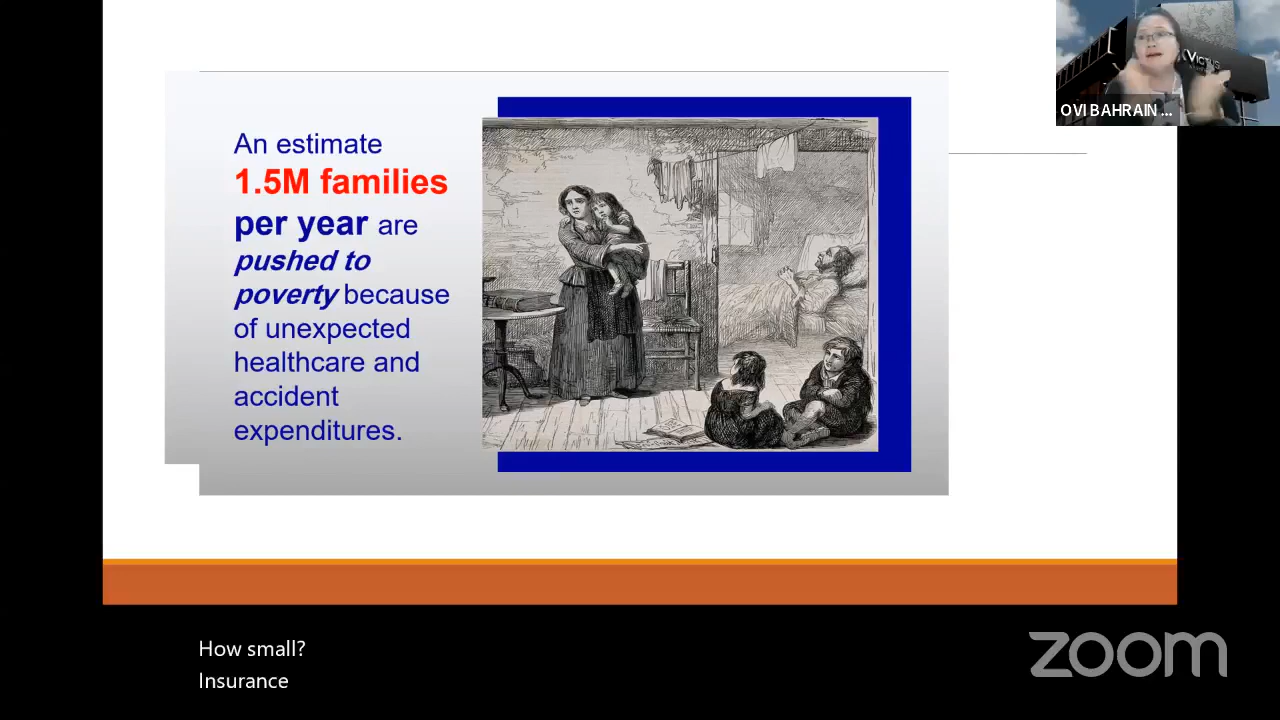 An estimate
1.5M families
per year are
pushed to
poverty because
of unexpected
healthcare and
accident
expenditures.
OVI BAHRAIN ...
How small?
Insurance
zoom